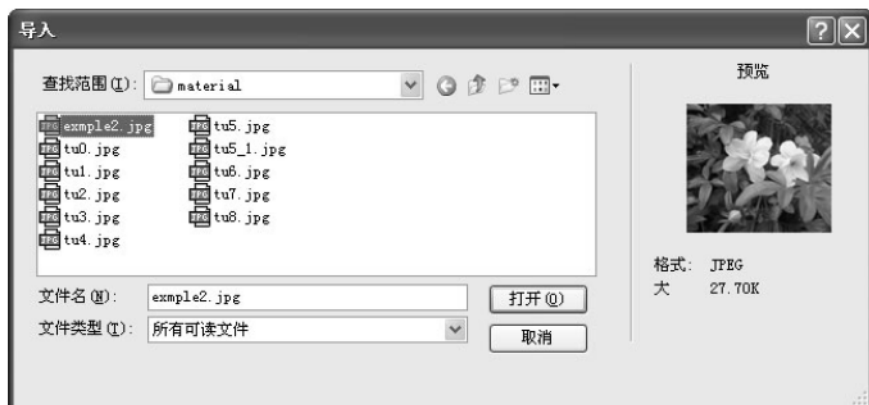 导入
查找范围(I): material
exmple2.jpg
tu0.jpg
tu1.jpg
tu2.jpg
tu3.jpg
tu4.jpg
tu5.jpg
tu5_1.jpg
tu6.jpg
tu7.jpg
tu8.jpg
文件名(N): exmple2.jpg
打开(O)
文件类型(T): 所有可读文件
取消
预览
格式: JPEG
大 27.70K